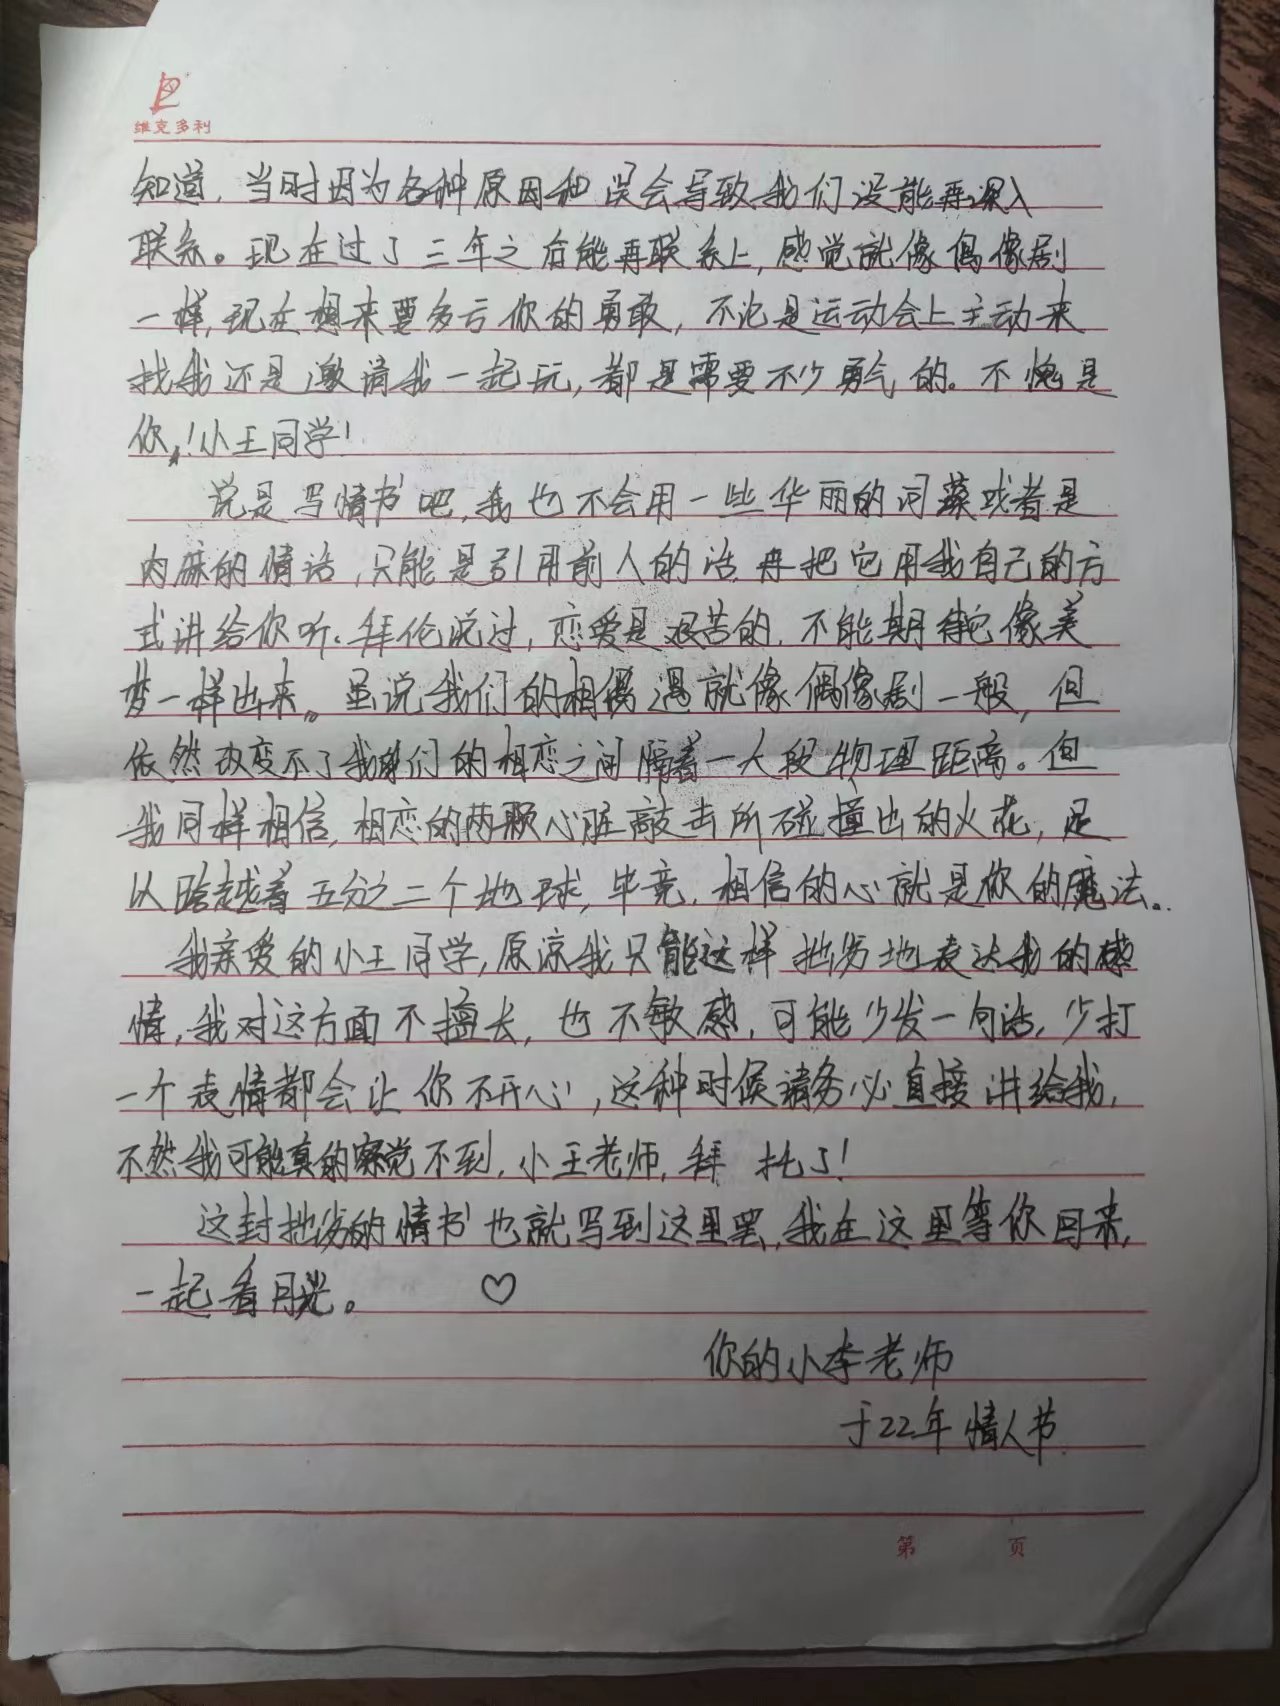 维克多利
知道，当时因为各种原因和误会导致我们没能再深入
联系。现在过了三年之后能再联系上，感觉就像偶像剧
一样，现在想来要多亏你的勇敢，不论是运动会上主动来
找我还是邀请我一起玩，都是需要不少勇气的。不愧是
你，！小王同学！
说是写情书吧，我也不会用一些华丽的词藻或者是
肉麻的情话，只能是引用前人的话，再把它用我自己的方
式讲给你听。拜伦说过，恋爱是艰苦的，不能期待它像美
梦一样出来。虽说我们的相遇就像偶像剧一般，但
依然改变不了我们的相恋之间隔着一大段物理距离。但
我同样相信，相恋的两颗心脏敲击所碰撞出的火花，足
以跨越着五分之二个地球，毕竟，相信的心就是你的魔法。
我亲爱的小王同学，原谅我只能这样拙劣地表达我的感
情，我对这方面不擅长，也不敏感，可能少发一句话，少打
一个表情都会让你不开心，这种时候请务必直接讲给我，
不然我可能真的察觉不到，小王老师，拜托了！
这封拙劣的情书也就写到这里罢，我在这里等你回来，
一起看月光。♡
你的小李老师
于22年情人节.
第 页